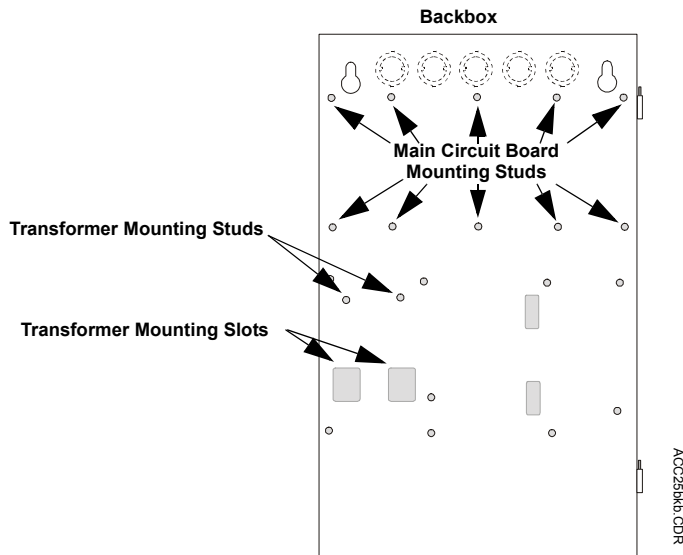 Backbox
Main Circuit Board
Mounting Studs
Transformer Mounting Studs
Transformer Mounting Slots
ACC25bkb.CDR